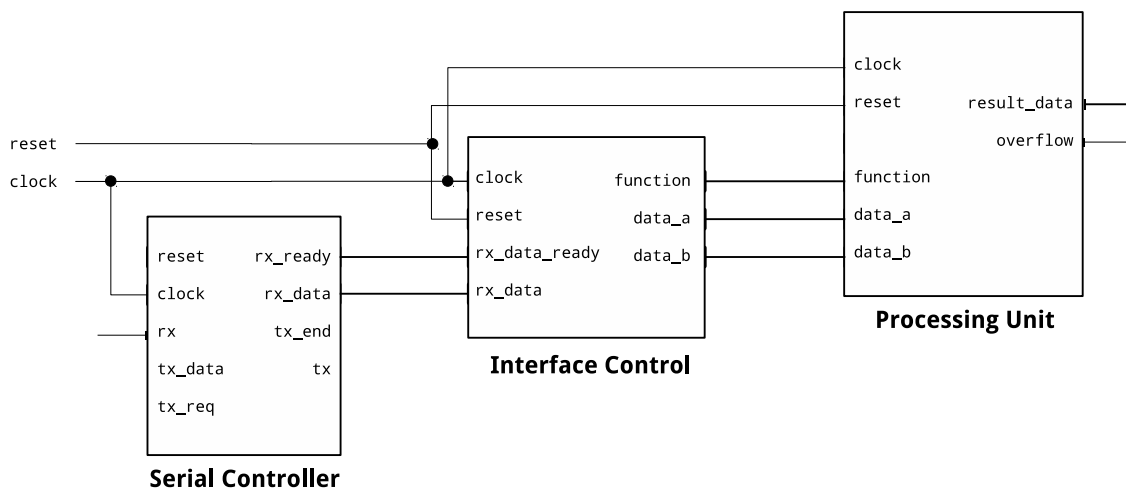 reset
clock
reset
clock
rx
tx_data
tx_req
rx_ready
rx_data
tx_end
tx
Serial Controller
clock
reset
rx_data_ready
rx_data
function
data_a
data_b
Interface Control
clock
reset
function
data_a
data_b
result_data
overflow
Processing Unit